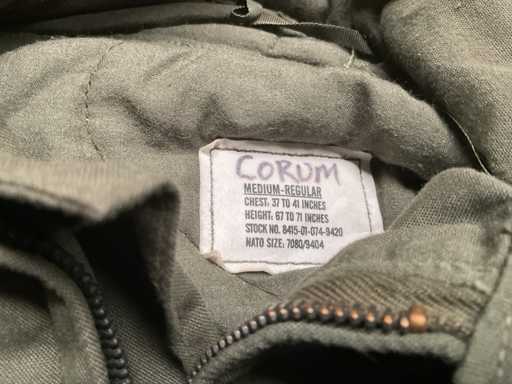 CORUM
MEDIUM-REGULAR
CHEST: 37 TO 41 INCHES
HEIGHT: 67 TO 71 INCHES
STOCK NO. 8415-01-074-9420
NATO SIZE: 7080/9404